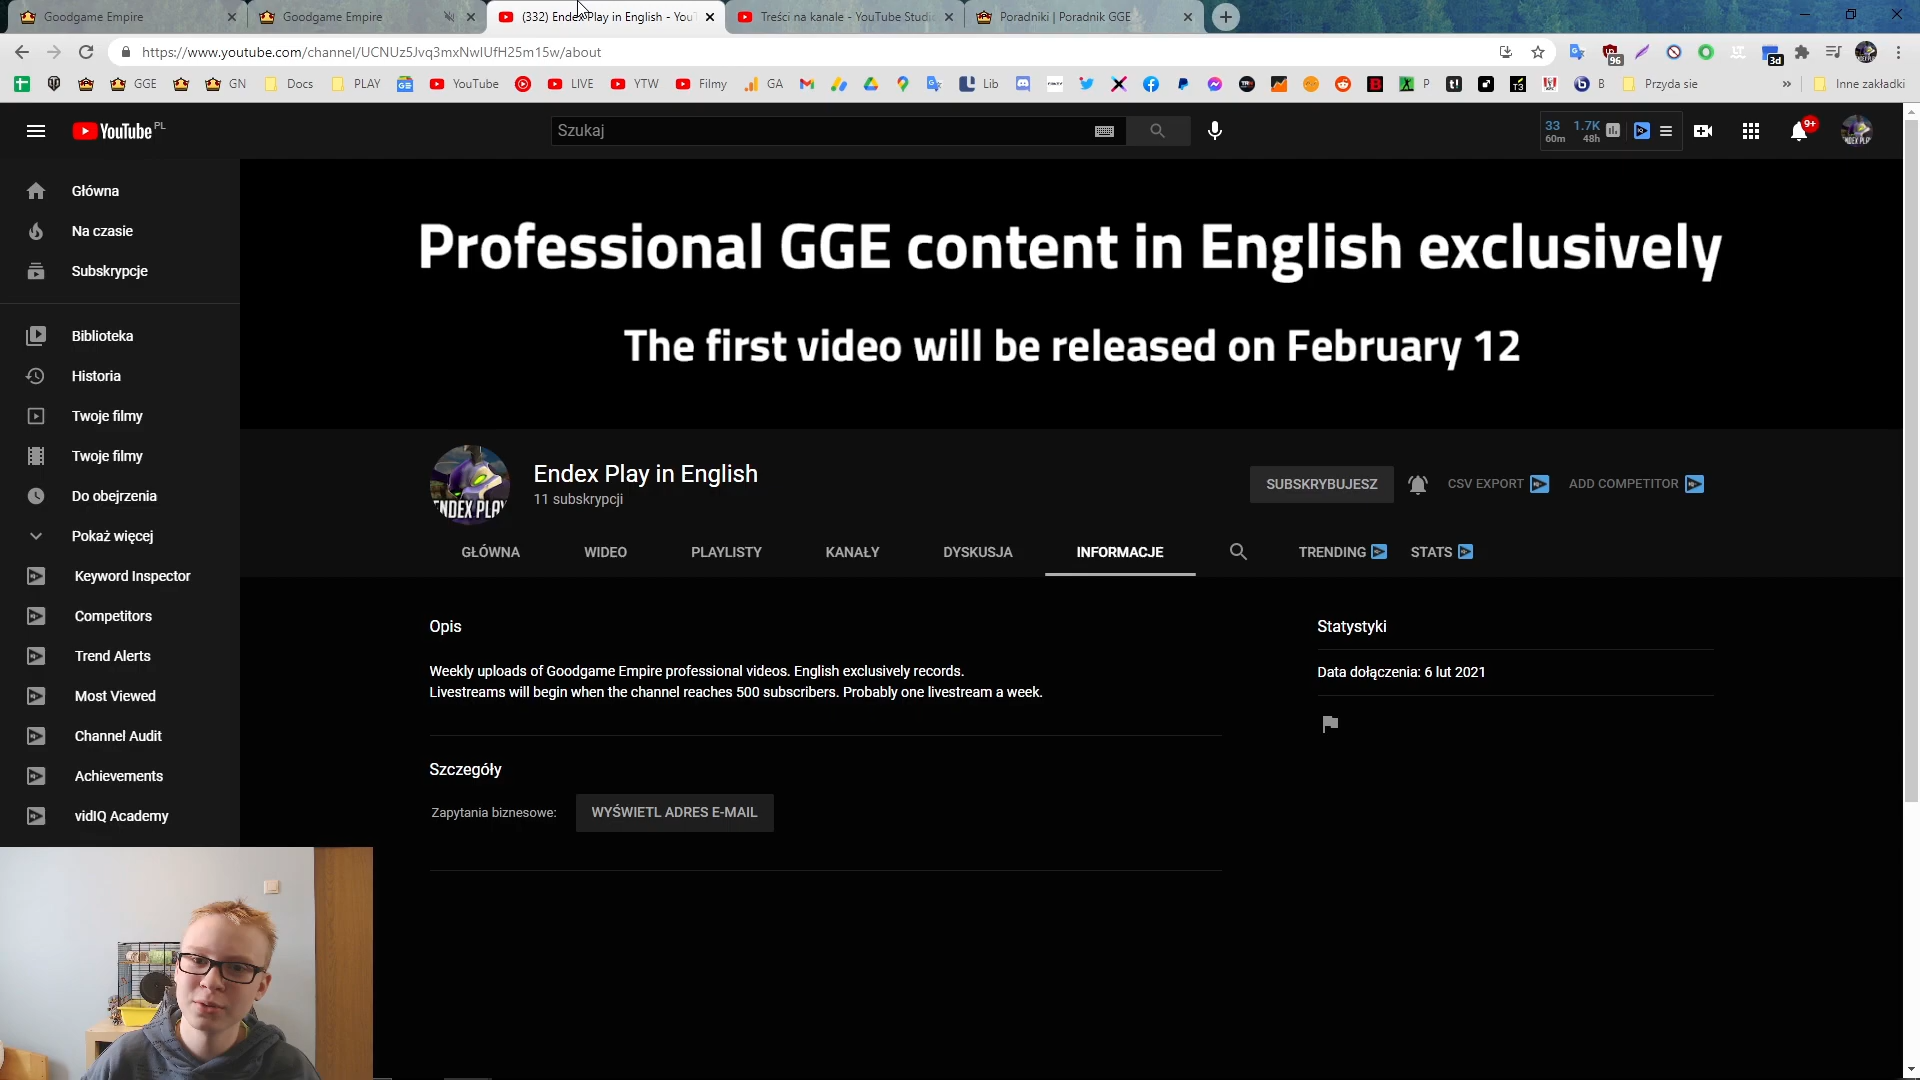 Goodgame Empire
Goodgame Empire
(332) Endex Play in English - You
Treści na kanale - YouTube Studi
Poradniki | Poradnik GGE
https://www.youtube.com/channel/UCNUz5Jvq3mxNwIUfH25m15w/about
96
3d
GGE
GN
Docs
PLAY
YouTube
LIVE
YTW
Filmy
GA
Lib
P
B
Przyda sie
»
Inne zakładki
YouTube PL
Szukaj
33 60m
1.7K 48h
9+
Główna
Na czasie
Subskrypcje
Biblioteka
Historia
Twoje filmy
Twoje filmy
Do obejrzenia
Pokaż więcej
Keyword Inspector
Competitors
Trend Alerts
Most Viewed
Channel Audit
Achievements
vidIQ Academy
Professional GGE content in English exclusively
The first video will be released on February 12
Endex Play in English
11 subskrypcji
SUBSKRYBUJESZ
CSV EXPORT
ADD COMPETITOR
GŁÓWNA
WIDEO
PLAYLISTY
KANAŁY
DYSKUSJA
INFORMACJE
TRENDING
STATS
Opis
Weekly uploads of Goodgame Empire professional videos. English exclusively records.
Livestreams will begin when the channel reaches 500 subscribers. Probably one livestream a week.
Statystyki
Data dołączenia: 6 lut 2021
Szczegóły
Zapytania biznesowe:
WYŚWIETL ADRES E-MAIL